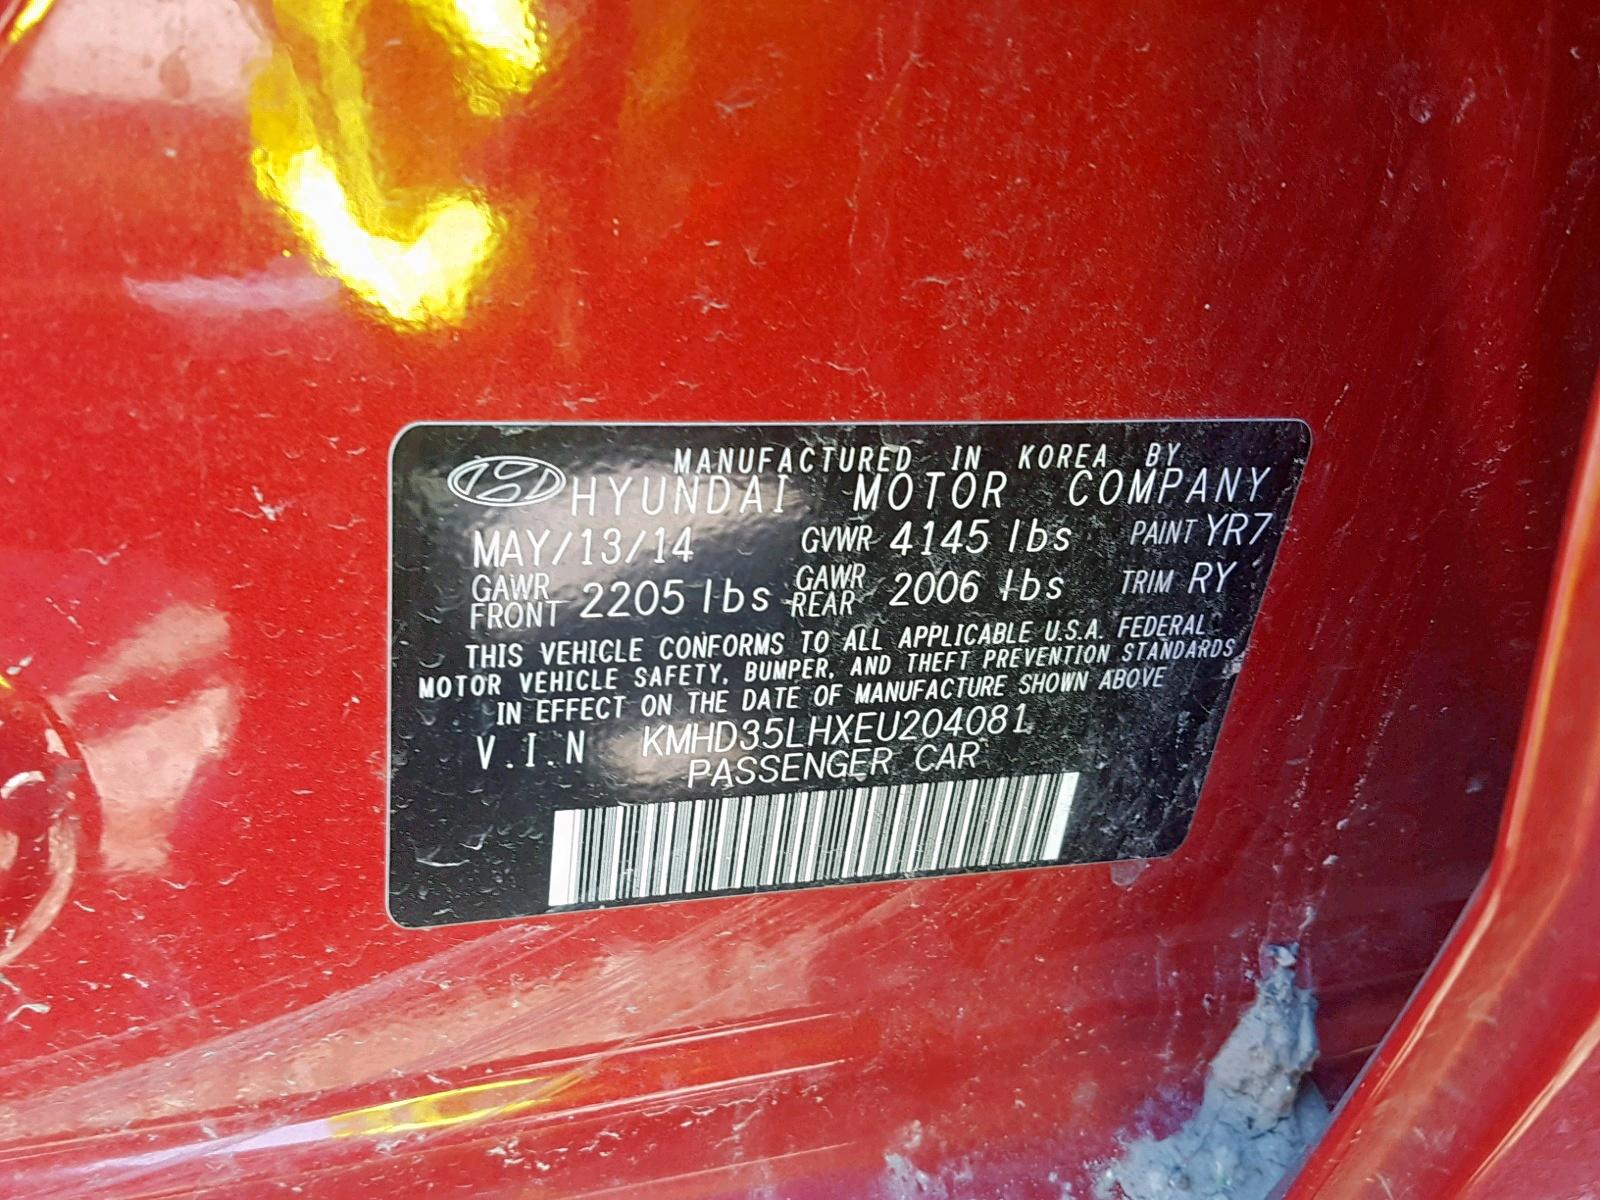 MANUFACTURED IN KOREA BY
HYUNDAI MOTOR COMPANY
MAY/13/14 GVWR 4145 lbs PAINT YR7
GAWR FRONT 2205 lbs GAWR REAR 2006 lbs TRIM RY
THIS VEHICLE CONFORMS TO ALL APPLICABLE U.S.A. FEDERAL
MOTOR VEHICLE SAFETY, BUMPER, AND THEFT PREVENTION STANDARDS
IN EFFECT ON THE DATE OF MANUFACTURE SHOWN ABOVE
V.I.N KMHD35LHXEU204081
PASSENGER CAR